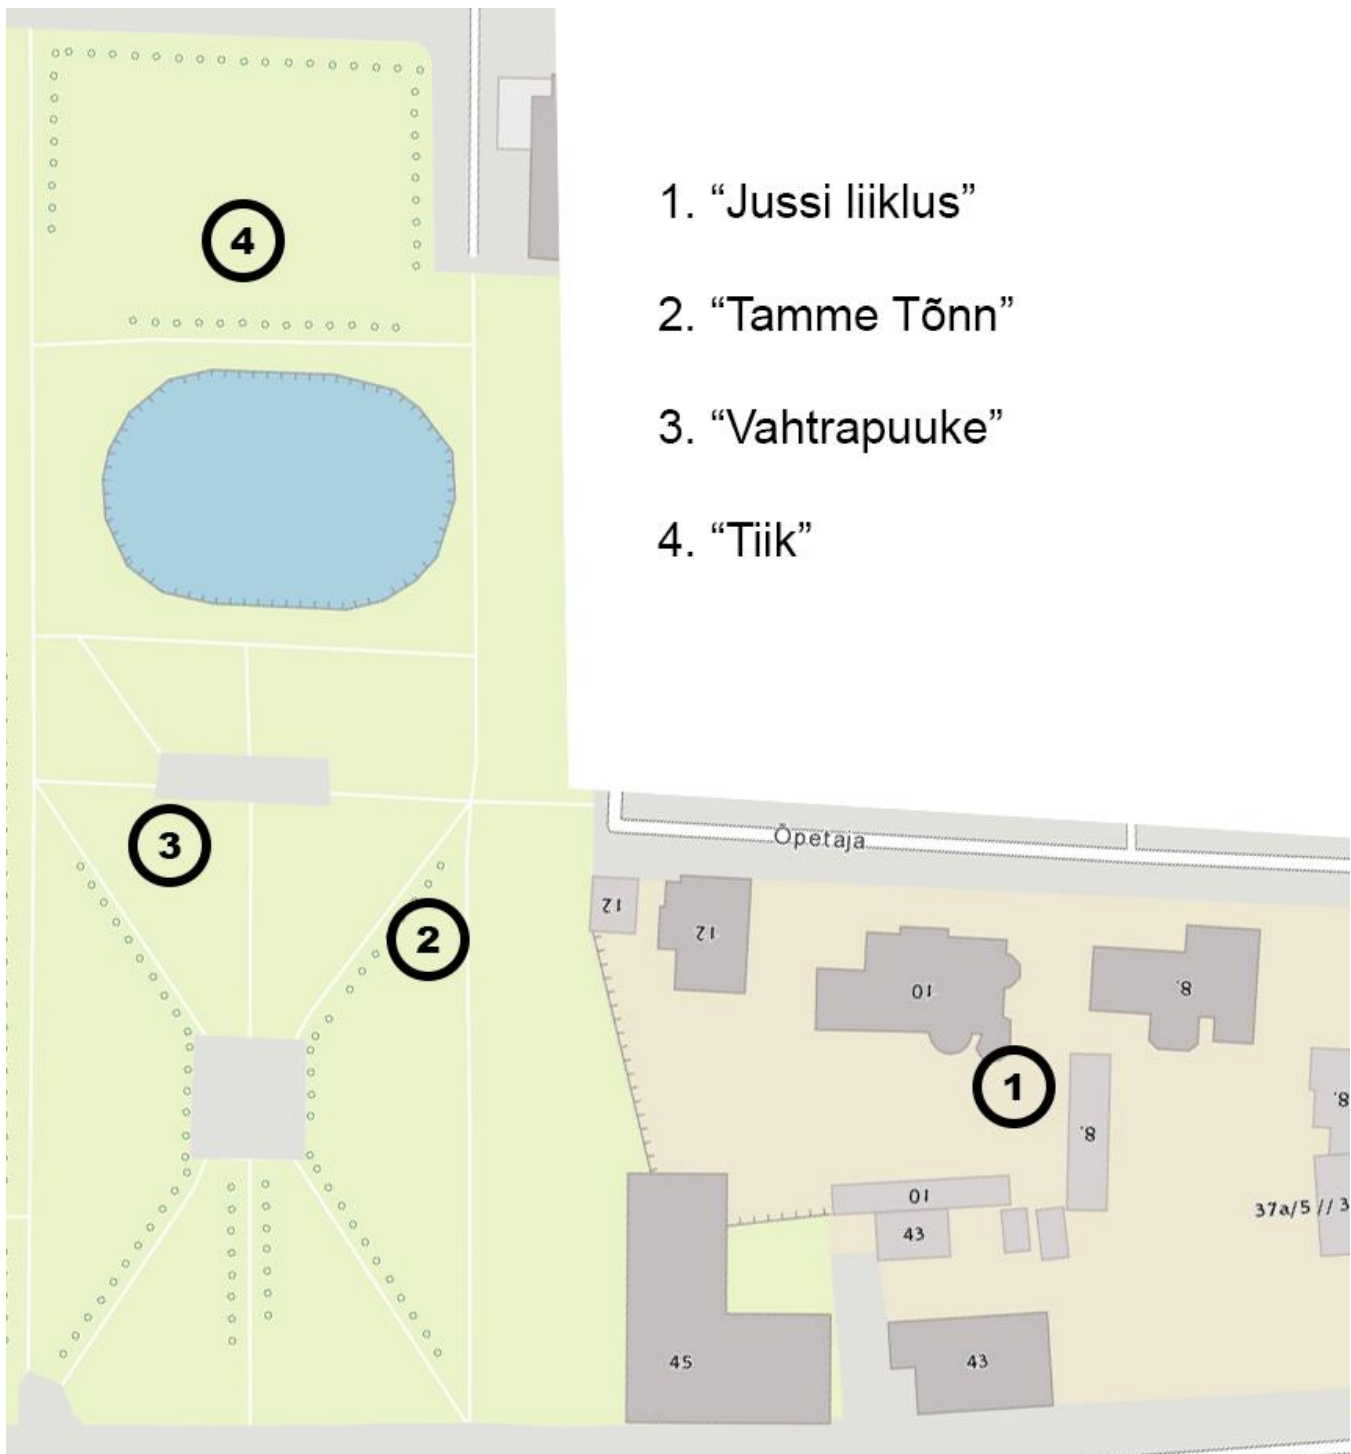 4
1. “Jussi liiklus”
2. “Tamme Tõnn”
3. “Vahtrapuuke”
4. “Tiik”
3
Õpetaja
2
12
12
10
8.
1
8.
8.
10
43
37a/5 // 3
45
43